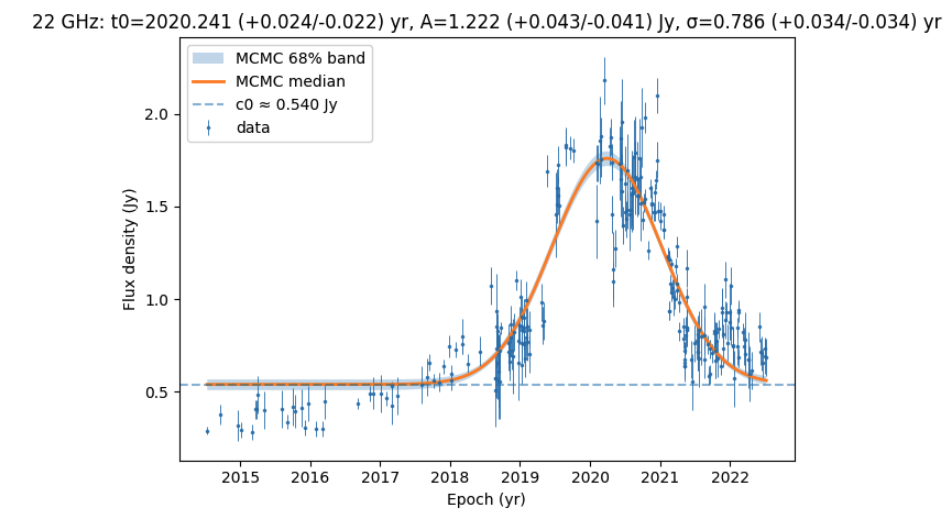 22 GHz: t0=2020.241 (+0.024/-0.022) yr, A=1.222 (+0.043/-0.041) Jy, σ=0.786 (+0.034/-0.034) yr
MCMC 68% band
MCMC median
c0 ≈ 0.540 Jy
data
Flux density (Jy)
2.0
1.5
1.0
0.5
2015 2016 2017 2018 2019 2020 2021 2022
Epoch (yr)